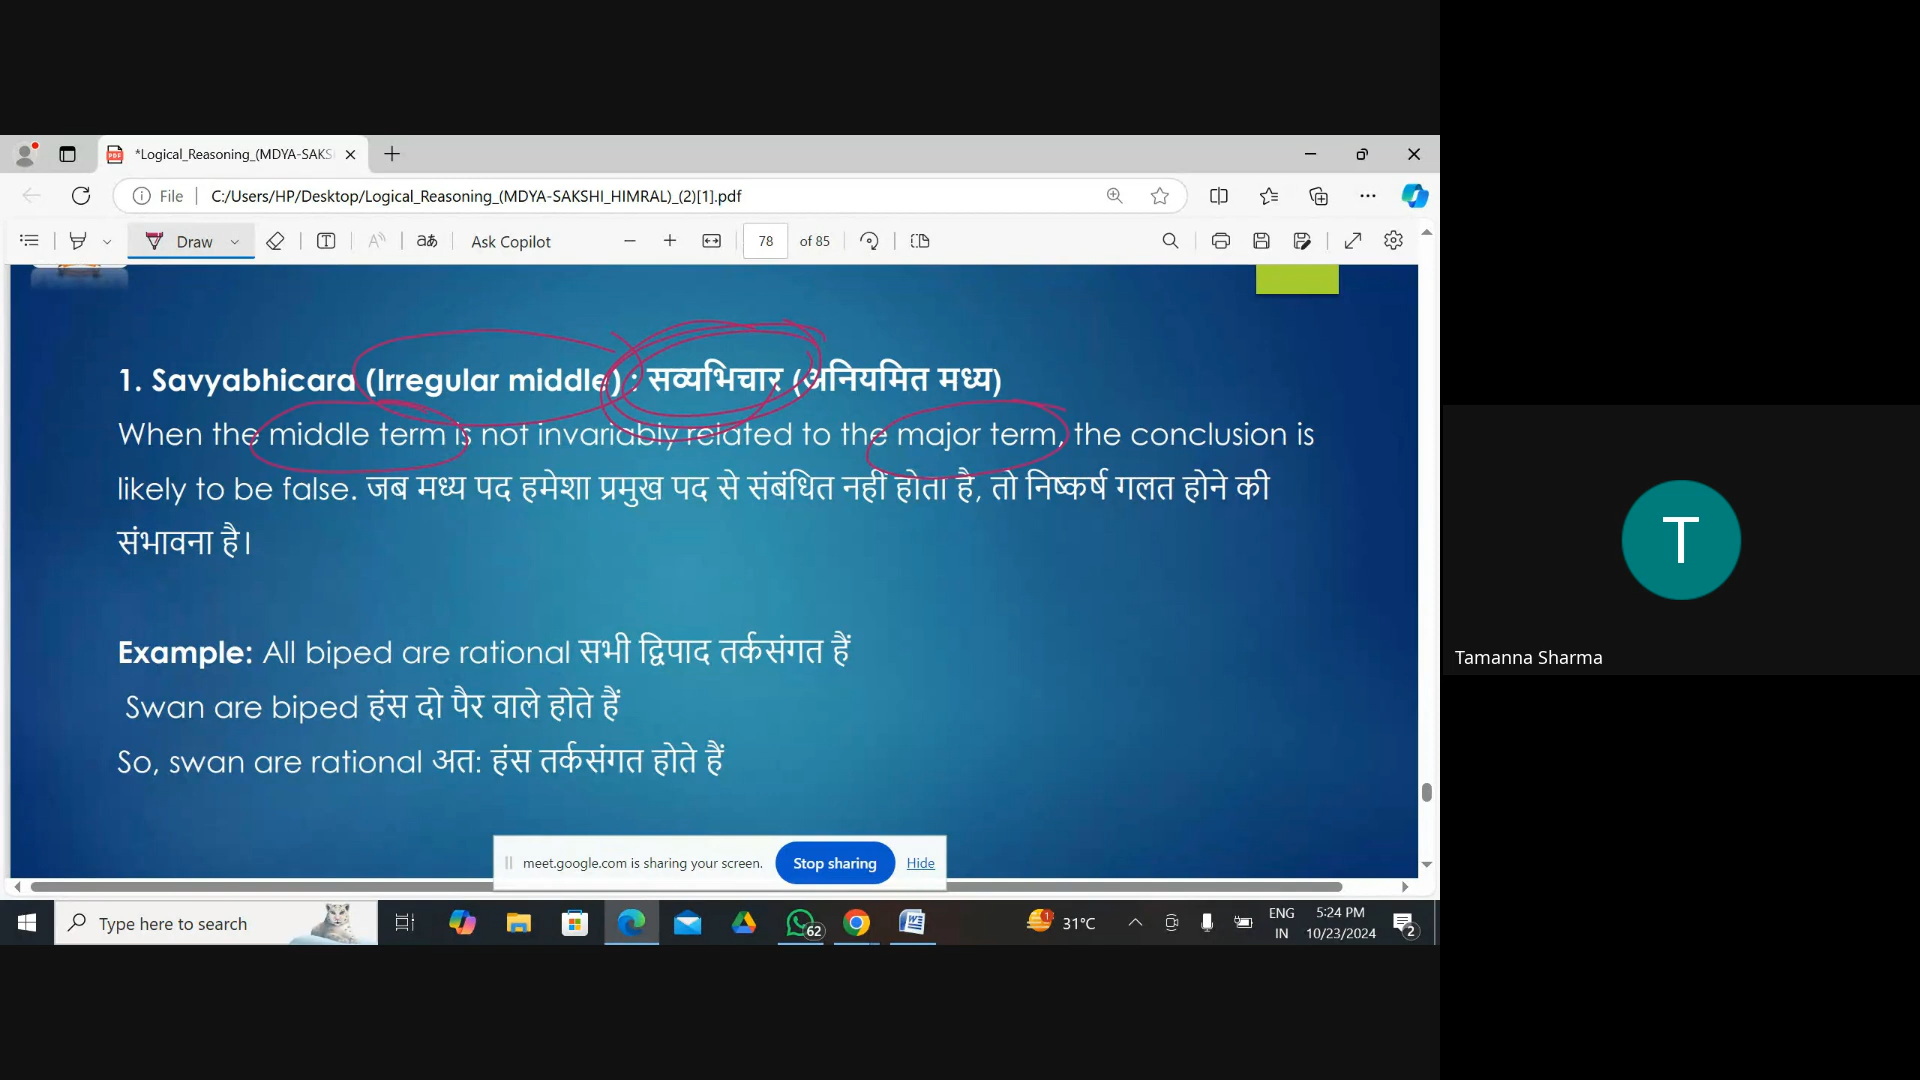 *Logical_Reasoning_(MDYA-SAKS
File C:/Users/HP/Desktop/Logical_Reasoning_(MDYA-SAKSHI_HIMRAL)_(2)[1].pdf
Draw Ask Copilot 78 of 85
1. Savyabhicara (Irregular middle) : सव्यभिचार (अनियमित मध्य)
When the middle term is not invariably related to the major term, the conclusion is
likely to be false. जब मध्य पद हमेशा प्रमुख पद से संबंधित नहीं होता है, तो निष्कर्ष गलत होने की
संभावना है।
Example: All biped are rational सभी द्विपाद तर्कसंगत हैं
Swan are biped हंस दो पैर वाले होते हैं
So, swan are rational अत: हंस तर्कसंगत होते हैं
meet.google.com is sharing your screen. Stop sharing Hide
Type here to search 62 1 31°C ENG 5:24 PM
IN 10/23/2024 2
T
Tamanna Sharma